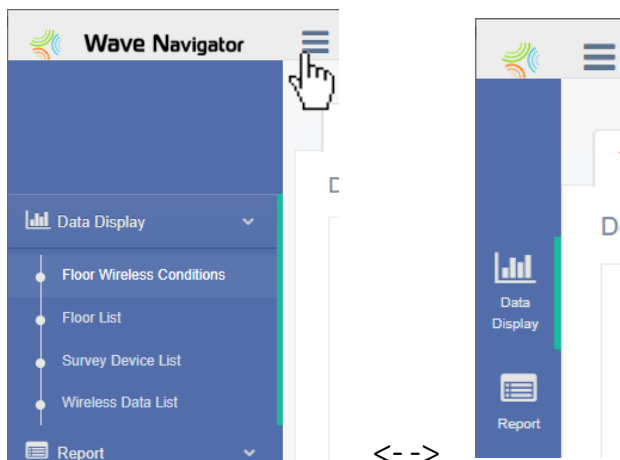 Wave Navigator
D
Data Display
Floor Wireless Conditions
Floor List
Survey Device List
Wireless Data List
Report
<- ->
D
Data
Display
Report